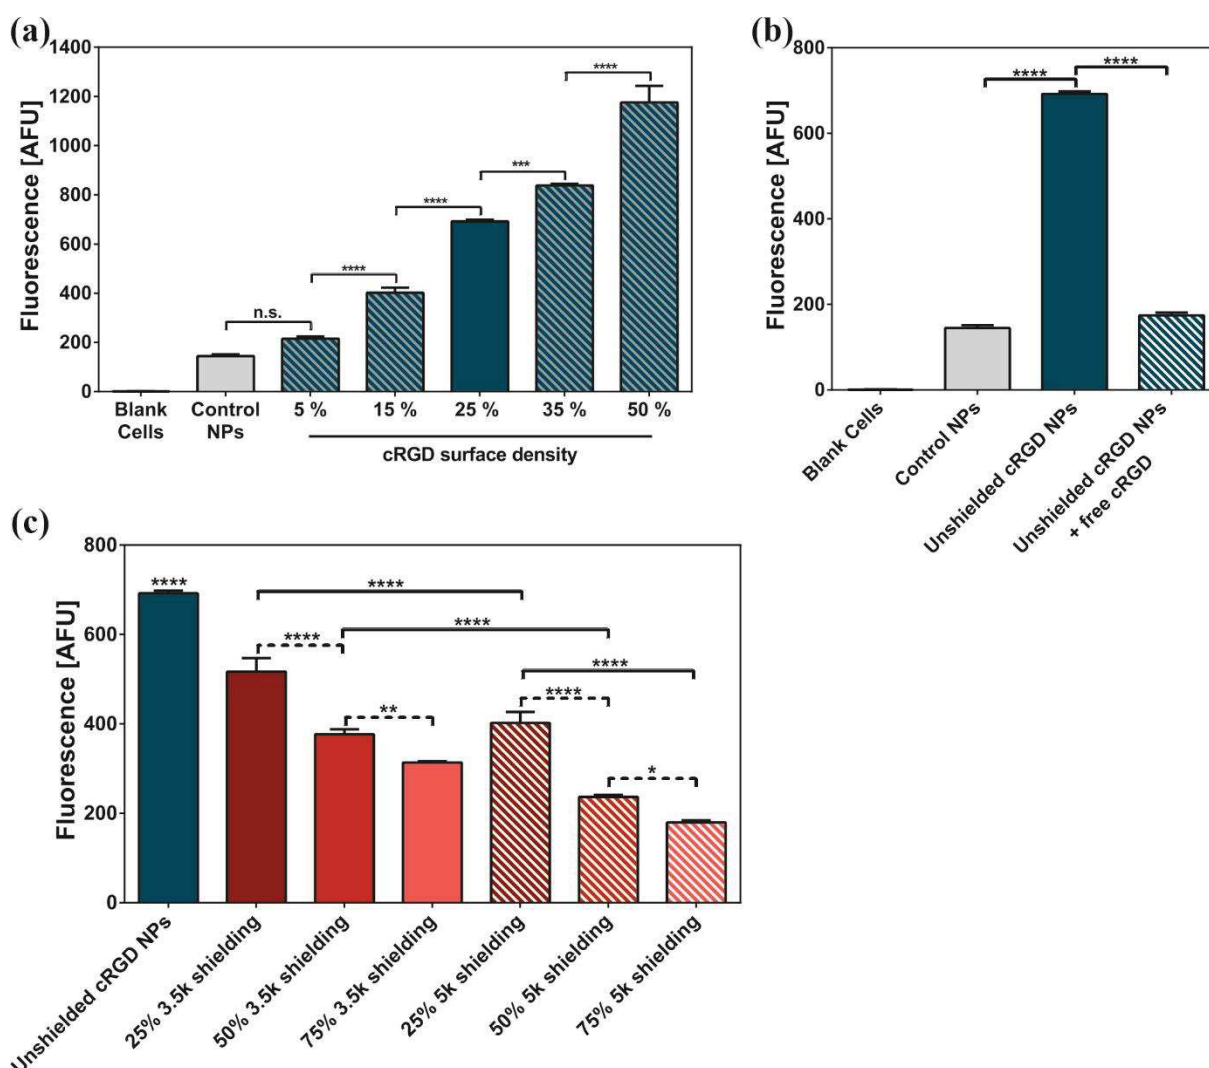 (a)
Fluorescence [AFU]
1400
1200
1000
800
600
400
200
0
n.s.
****
****
***
****
Blank
Cells
Control
NPs
5 %
15 %
25 %
35 %
50 %
cRGD surface density
(b)
Fluorescence [AFU]
800
600
400
200
0
****
****
Blank Cells
Control NPs
Unshielded cRGD NPs
Unshielded cRGD NPs
+ free cRGD
(c)
Fluorescence [AFU]
800
600
400
200
0
****
****
****
****
****
**
****
*
Unshielded cRGD NPs
25% 3.5k shielding
50% 3.5k shielding
75% 3.5k shielding
25% 5k shielding
50% 5k shielding
75% 5k shielding